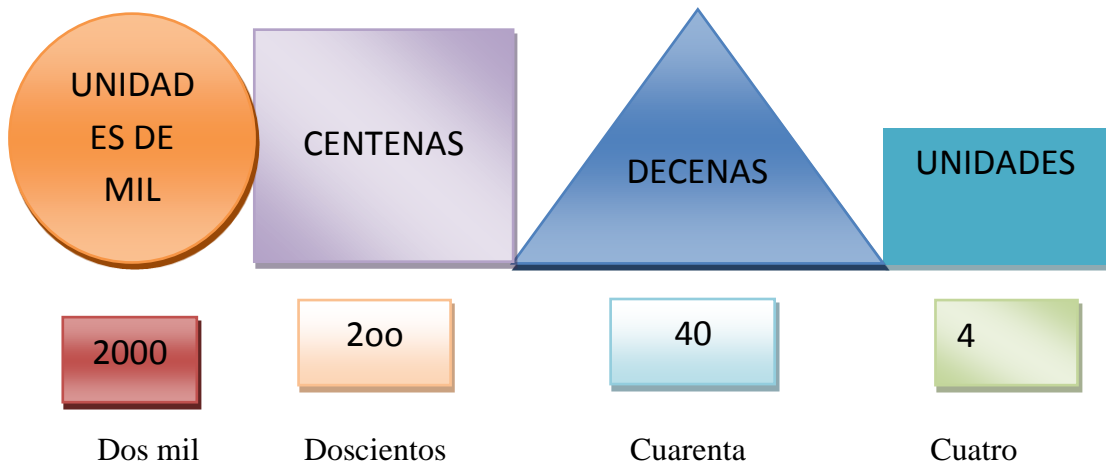 UNIDAD
ES DE
MIL
CENTENAS
DECENAS
UNIDADES
2000
2oo
40
4
Dos mil
Doscientos
Cuarenta
Cuatro